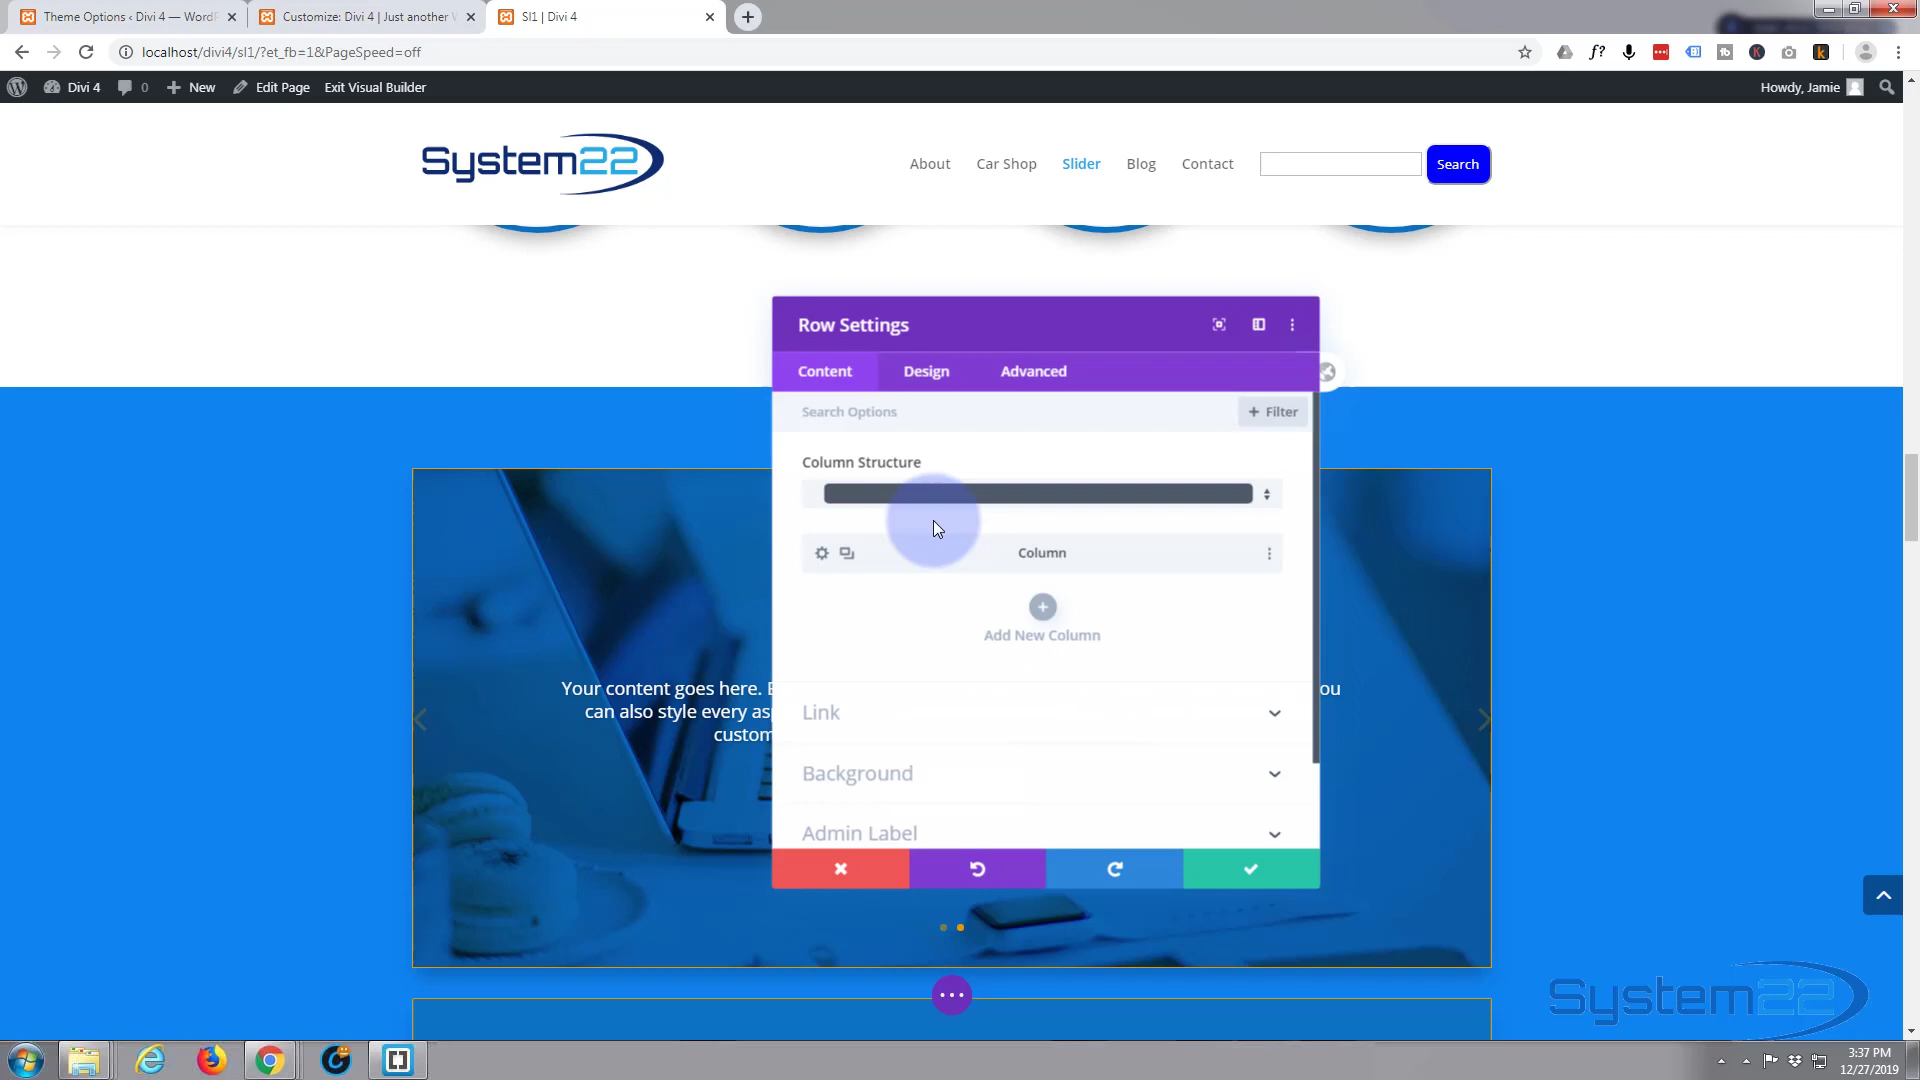 Theme Options ‹ Divi 4 — WordP
Customize: Divi 4 | Just another W
Sl1 | Divi 4
localhost/divi4/sl1/?et_fb=1&PageSpeed=off
Divi 4
0
New
Edit Page
Exit Visual Builder
Howdy, Jamie
System22
About
Car Shop
Slider
Blog
Contact
Search
Row Settings
Content
Design
Advanced
Search Options
+ Filter
Column Structure
Column
Add New Column
Link
Background
Admin Label
Your content goes here. E
ou
can also style every asp
custom
System22
3:37 PM
12/27/2019